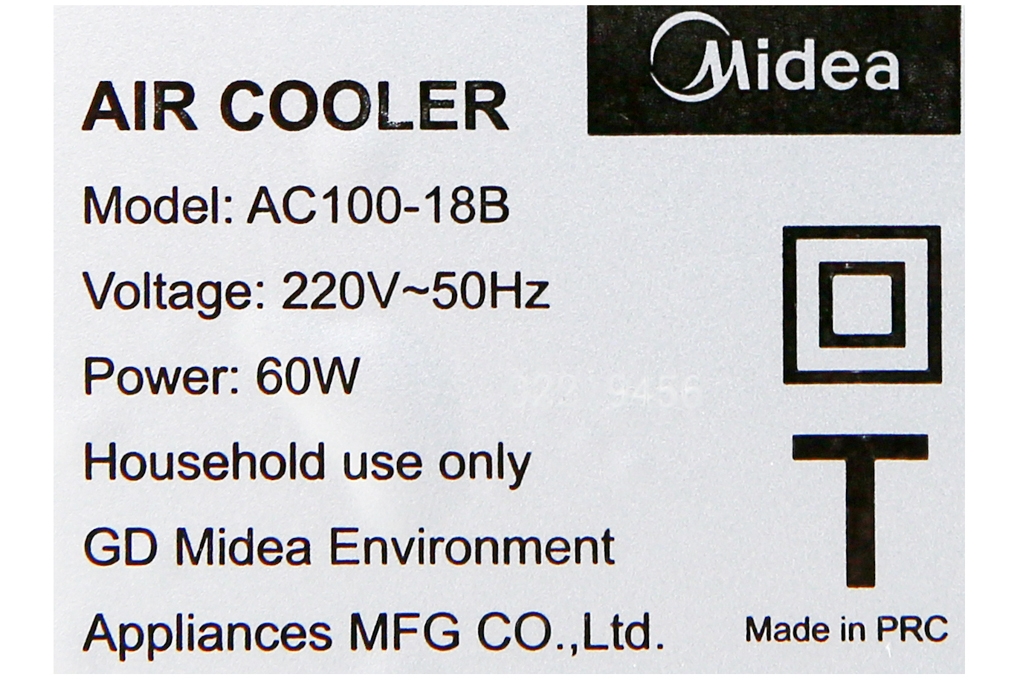 Midea
AIR COOLER
Model: AC100-18B
Voltage: 220V~50Hz
Power: 60W
Household use only
GD Midea Environment
Appliances MFG CO.,Ltd.
T
Made in PRC